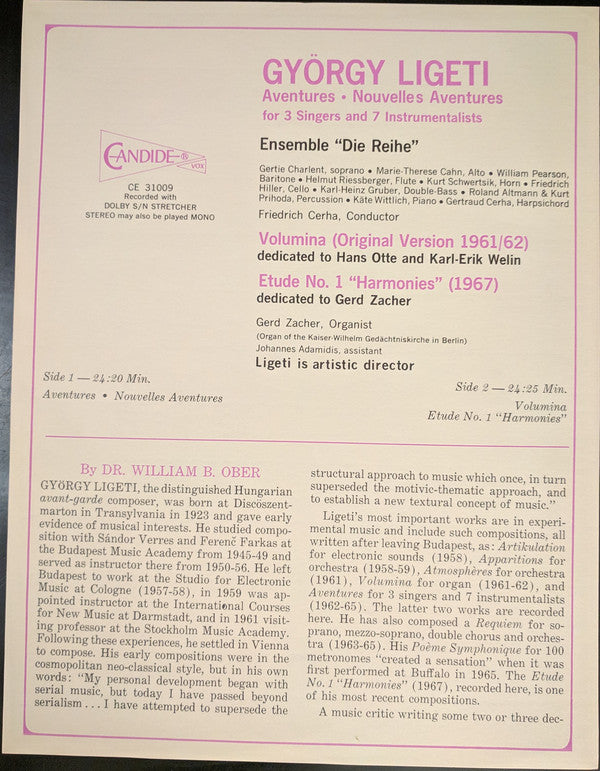 GYÖRGY LIGETI
Aventures • Nouvelles Aventures
for 3 Singers and 7 Instrumentalists
Ensemble "Die Reihe"
CANDIDE ®
VOX
CE 31009
Recorded with
DOLBY S/N STRETCHER
STEREO may also be played MONO
Gertie Charlent, soprano • Marie-Therese Cahn, Alto • William Pearson,
Baritone • Helmut Riessberger, Flute • Kurt Schwertsik, Horn • Friedrich
Hiller, Cello • Karl-Heinz Gruber, Double-Bass • Roland Altmann & Kurt
Prihoda, Percussion • Käte Wittlich, Piano • Gertraud Cerha, Harpsichord
Friedrich Cerha, Conductor
Volumina (Original Version 1961/62)
dedicated to Hans Otte and Karl-Erik Welin
Etude No. 1 "Harmonies" (1967)
dedicated to Gerd Zacher
Gerd Zacher, Organist
(Organ of the Kaiser-Wilhelm Gedächtniskirche in Berlin)
Johannes Adamidis, assistant
Ligeti is artistic director
Side 1 — 24:20 Min.
Aventures • Nouvelles Aventures
Side 2 — 24:25 Min.
Volumina
Etude No. 1 "Harmonies"
By DR. WILLIAM B. OBER
GYÖRGY LIGETI, the distinguished Hungarian
avant-garde composer, was born at Discöszent-
marton in Transylvania in 1923 and gave early
evidence of musical interests. He studied compo-
sition with Sándor Verres and Ferenč Farkas at
the Budapest Music Academy from 1945-49 and
served as instructor there from 1950-56. He left
Budapest to work at the Studio for Electronic
Music at Cologne (1957-58), in 1959 was ap-
pointed instructor at the International Courses
for New Music at Darmstadt, and in 1961 visit-
ing professor at the Stockholm Music Academy.
Following these experiences, he settled in Vienna
to compose. His early compositions were in the
cosmopolitan neo-classical style, but in his own
words: "My personal development began with
serial music, but today I have passed beyond
serialism . . . I have attempted to supersede the
structural approach to music which once, in turn
superseded the motivic-thematic approach, and
to establish a new textural concept of music."
Ligeti's most important works are in experi-
mental music and include such compositions, all
written after leaving Budapest, as: Artikulation
for electronic sounds (1958), Apparitions for
orchestra (1958-59), Atmosphères for orchestra
(1961), Volumina for organ (1961-62), and
Aventures for 3 singers and 7 instrumentalists
(1962-65). The latter two works are recorded
here. He has also composed a Requiem for so-
prano, mezzo-soprano, double chorus and orches-
tra (1963-65). His Poème Symphonique for 100
metronomes "created a sensation" when it was
first performed at Buffalo in 1965. The Etude
No. 1 "Harmonies" (1967), recorded here, is one
of his most recent compositions.
A music critic writing some two or three dec-